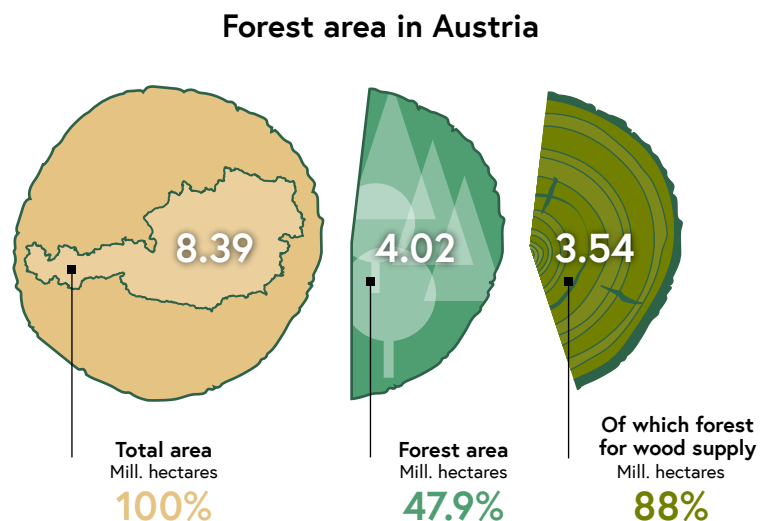 Forest area in Austria
8.39
4.02
3.54
Total area
Mill. hectares
100%
Forest area
Mill. hectares
47.9%
Of which forest
for wood supply
Mill. hectares
88%